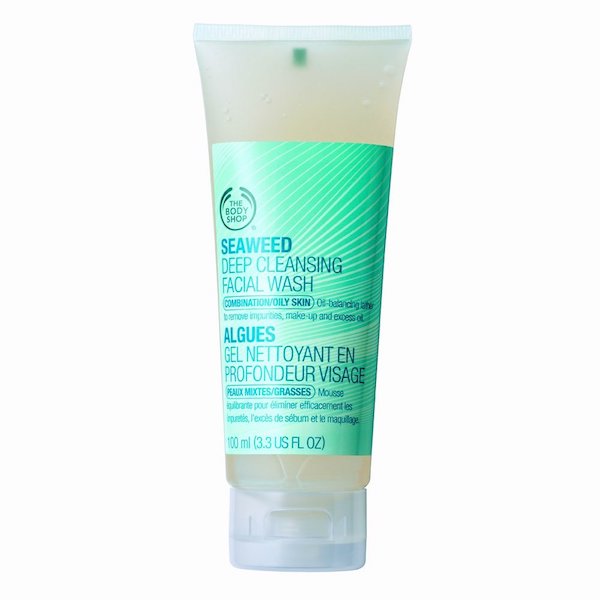 THE
BODY
SHOP
SEAWEED
DEEP CLEANSING
FACIAL WASH
COMBINATION/OILY SKIN Oil-balancing lather
to remove impurities, make-up and excess oil.
ALGUES
GEL NETTOYANT EN
PROFONDEUR VISAGE
PEAUX MIXTES/GRASSES Mousse
équilibrante pour éliminer efficacement les
impuretés, l'excès de sébum et le maquillage.
100 ml (3.3 US FL OZ)